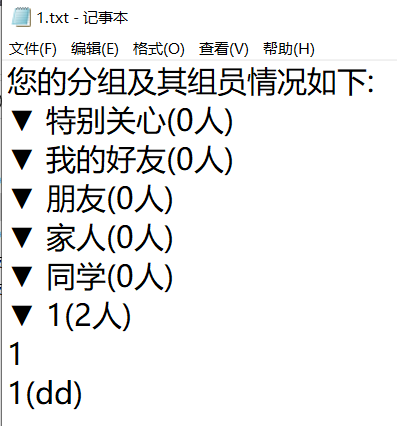 1.txt - 记事本
文件(F) 编辑(E) 格式(O) 查看(V) 帮助(H)
您的分组及其组员情况如下:
▼ 特别关心(0人)
▼ 我的好友(0人)
▼ 朋友(0人)
▼ 家人(0人)
▼ 同学(0人)
▼ 1(2人)
1
1(dd)